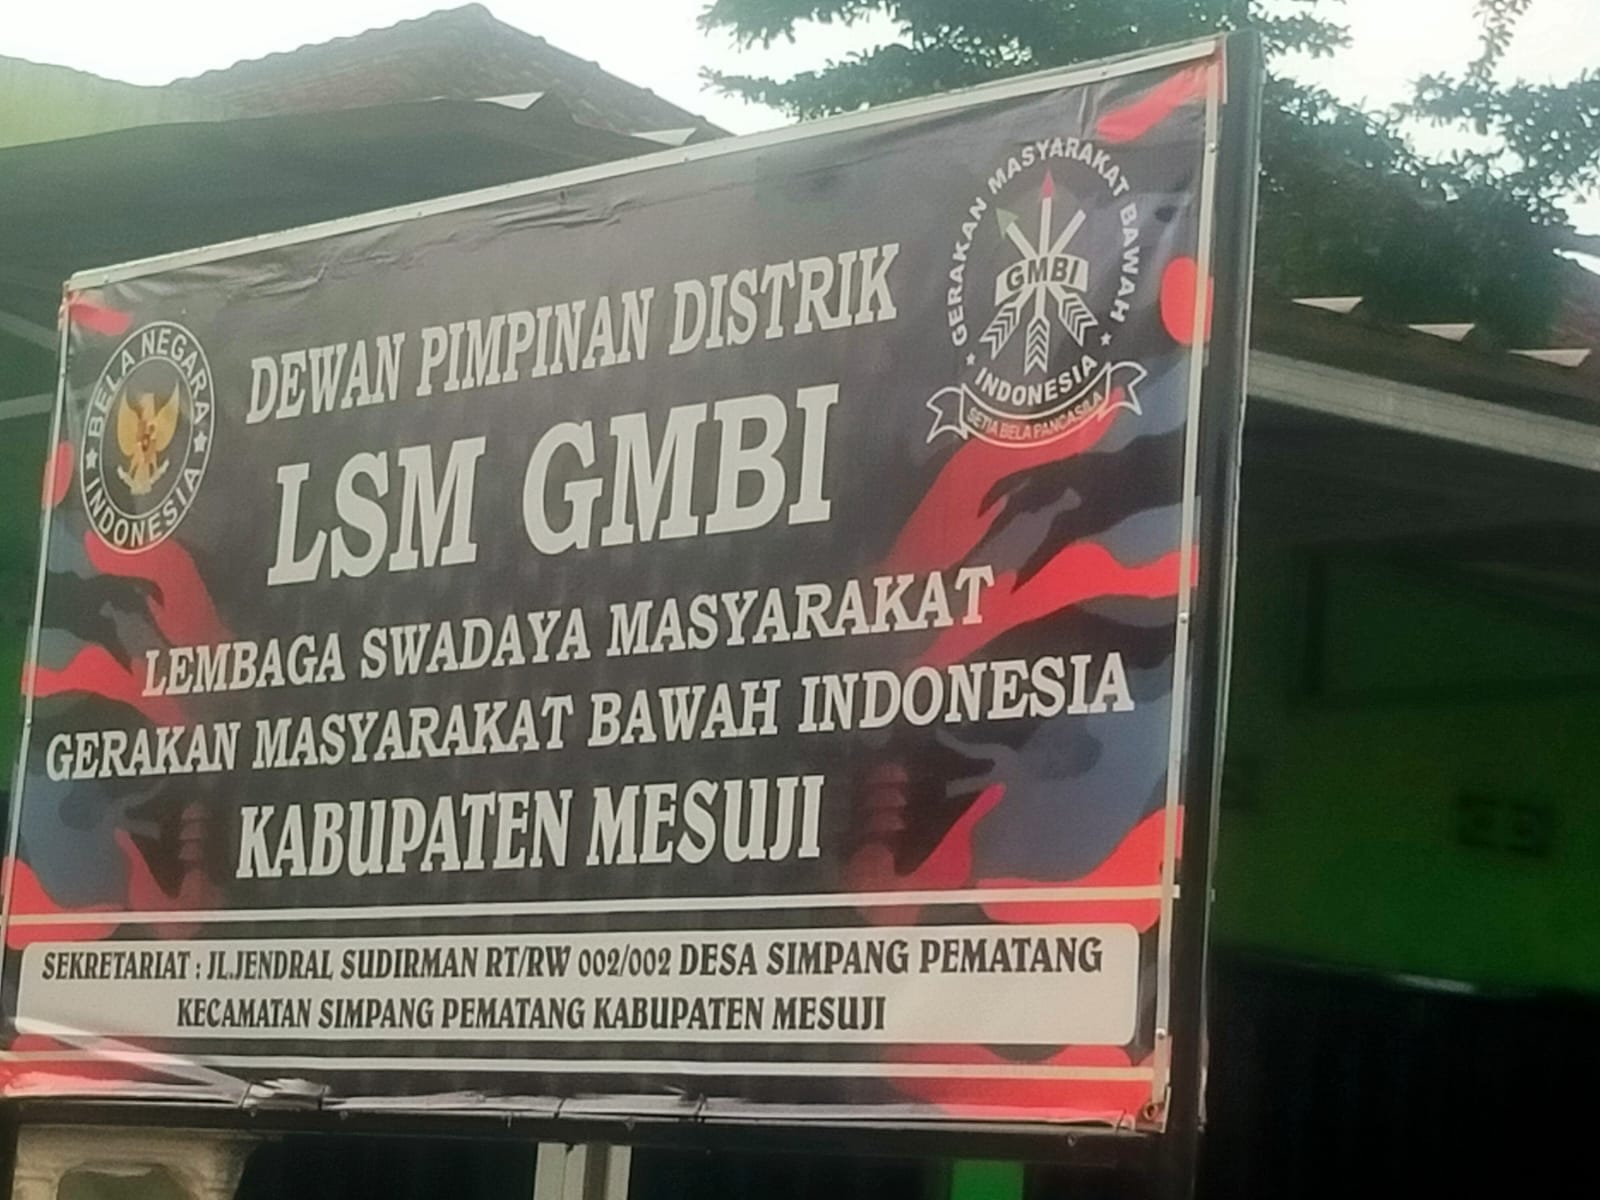 BELA NEGARA
INDONESIA
GERAKAN MASYARAKAT BAWAH
GMBI
INDONESIA
SETIA BELA PANCASILA
DEWAN PIMPINAN DISTRIK
LSM GMBI
LEMBAGA SWADAYA MASYARAKAT
GERAKAN MASYARAKAT BAWAH INDONESIA
KABUPATEN MESUJI
SEKRETARIAT : JL.JENDRAL SUDIRMAN RT/RW 002/002 DESA SIMPANG PEMATANG
KECAMATAN SIMPANG PEMATANG KABUPATEN MESUJI